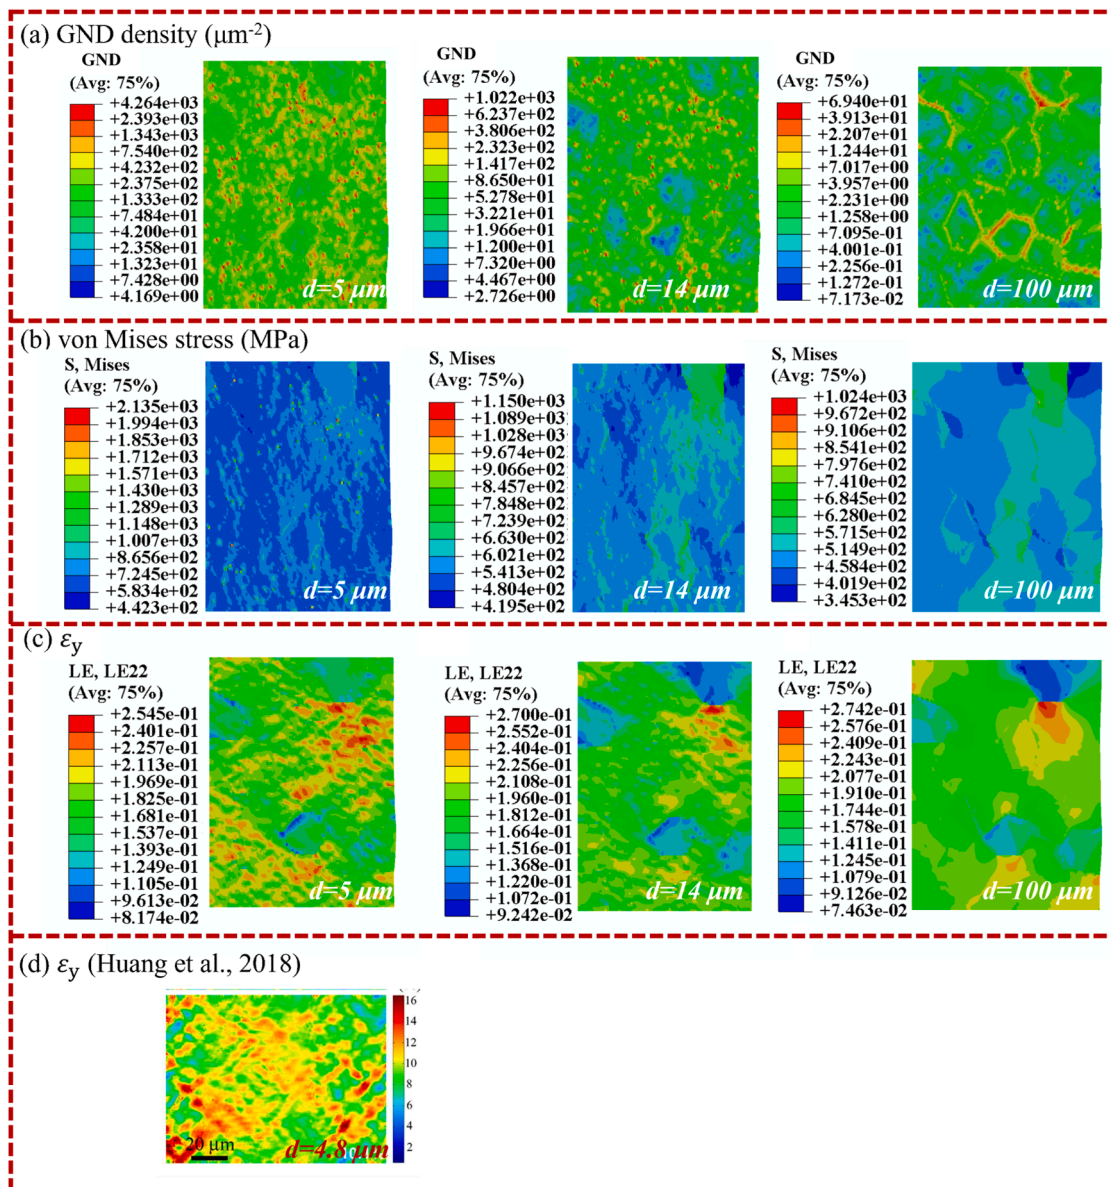 (a) GND density (μm-2)
GND
(Avg: 75%)
+4.264e+03
+2.393e+03
+1.343e+03
+7.540e+02
+4.232e+02
+2.375e+02
+1.333e+02
+7.484e+01
+4.200e+01
+2.358e+01
+1.323e+01
+7.428e+00
+4.169e+00
d=5 μm
GND
(Avg: 75%)
+1.022e+03
+6.237e+02
+3.806e+02
+2.323e+02
+1.417e+02
+8.650e+01
+5.278e+01
+3.221e+01
+1.966e+01
+1.200e+01
+7.320e+00
+4.467e+00
+2.726e+00
d=14 μm
GND
(Avg: 75%)
+6.940e+01
+3.913e+01
+2.207e+01
+1.244e+01
+7.017e+00
+3.957e+00
+2.231e+00
+1.258e+00
+7.095e-01
+4.001e-01
+2.256e-01
+1.272e-01
+7.173e-02
d=100 μm
(b) von Mises stress (MPa)
S, Mises
(Avg: 75%)
+2.135e+03
+1.994e+03
+1.853e+03
+1.712e+03
+1.571e+03
+1.430e+03
+1.289e+03
+1.148e+03
+1.007e+03
+8.656e+02
+7.245e+02
+5.834e+02
+4.423e+02
d=5 μm
S, Mises
(Avg: 75%)
+1.150e+03
+1.089e+03
+1.028e+03
+9.674e+02
+9.066e+02
+8.457e+02
+7.848e+02
+7.239e+02
+6.630e+02
+6.021e+02
+5.413e+02
+4.804e+02
+4.195e+02
d=14 μm
S, Mises
(Avg: 75%)
+1.024e+03
+9.672e+02
+9.106e+02
+8.541e+02
+7.976e+02
+7.410e+02
+6.845e+02
+6.280e+02
+5.715e+02
+5.149e+02
+4.584e+02
+4.019e+02
+3.453e+02
d=100 μm
(c) εy
LE, LE22
(Avg: 75%)
+2.545e-01
+2.401e-01
+2.257e-01
+2.113e-01
+1.969e-01
+1.825e-01
+1.681e-01
+1.537e-01
+1.393e-01
+1.249e-01
+1.105e-01
+9.613e-02
+8.174e-02
d=5 μm
LE, LE22
(Avg: 75%)
+2.700e-01
+2.552e-01
+2.404e-01
+2.256e-01
+2.108e-01
+1.960e-01
+1.812e-01
+1.664e-01
+1.516e-01
+1.368e-01
+1.220e-01
+1.072e-01
+9.242e-02
d=14 μm
LE, LE22
(Avg: 75%)
+2.742e-01
+2.576e-01
+2.409e-01
+2.243e-01
+2.077e-01
+1.910e-01
+1.744e-01
+1.578e-01
+1.411e-01
+1.245e-01
+1.079e-01
+9.126e-02
+7.463e-02
d=100 μm
(d) εy (Huang et al., 2018)
16
14
12
10
8
6
4
2
20 μm
d=4.8 μm